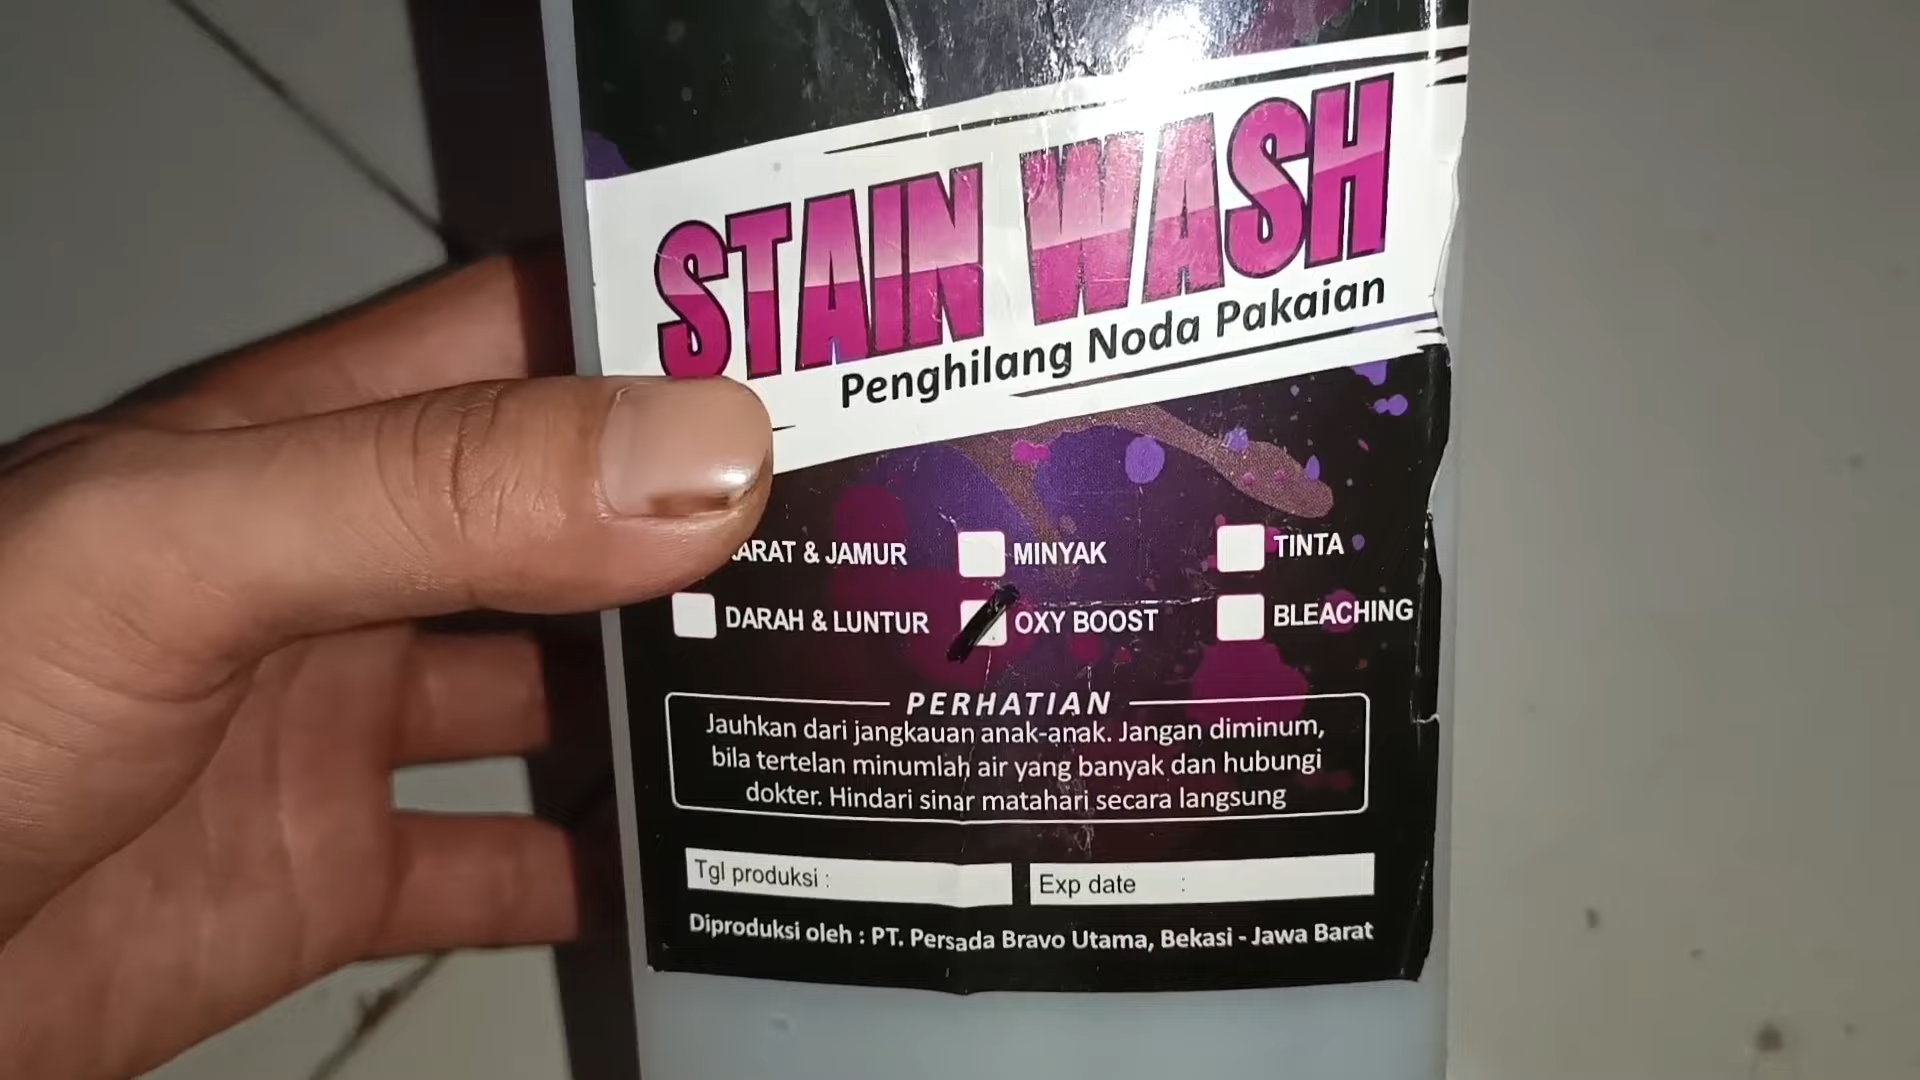 STAIN WASH
Penghilang Noda Pakaian
& JAMUR
MINYAK
TINTA
DARAH & LUNTUR
OXY BOOST
BLEACHING
PERHATIAN
Jauhkan dari jangkauan anak-anak. Jangan diminum,
bila tertelan minumlah air yang banyak dan hubungi
dokter. Hindari sinar matahari secara langsung
Tgl produksi :
Exp date :
Diproduksi oleh : PT. Persada Bravo Utama, Bekasi - Jawa Barat